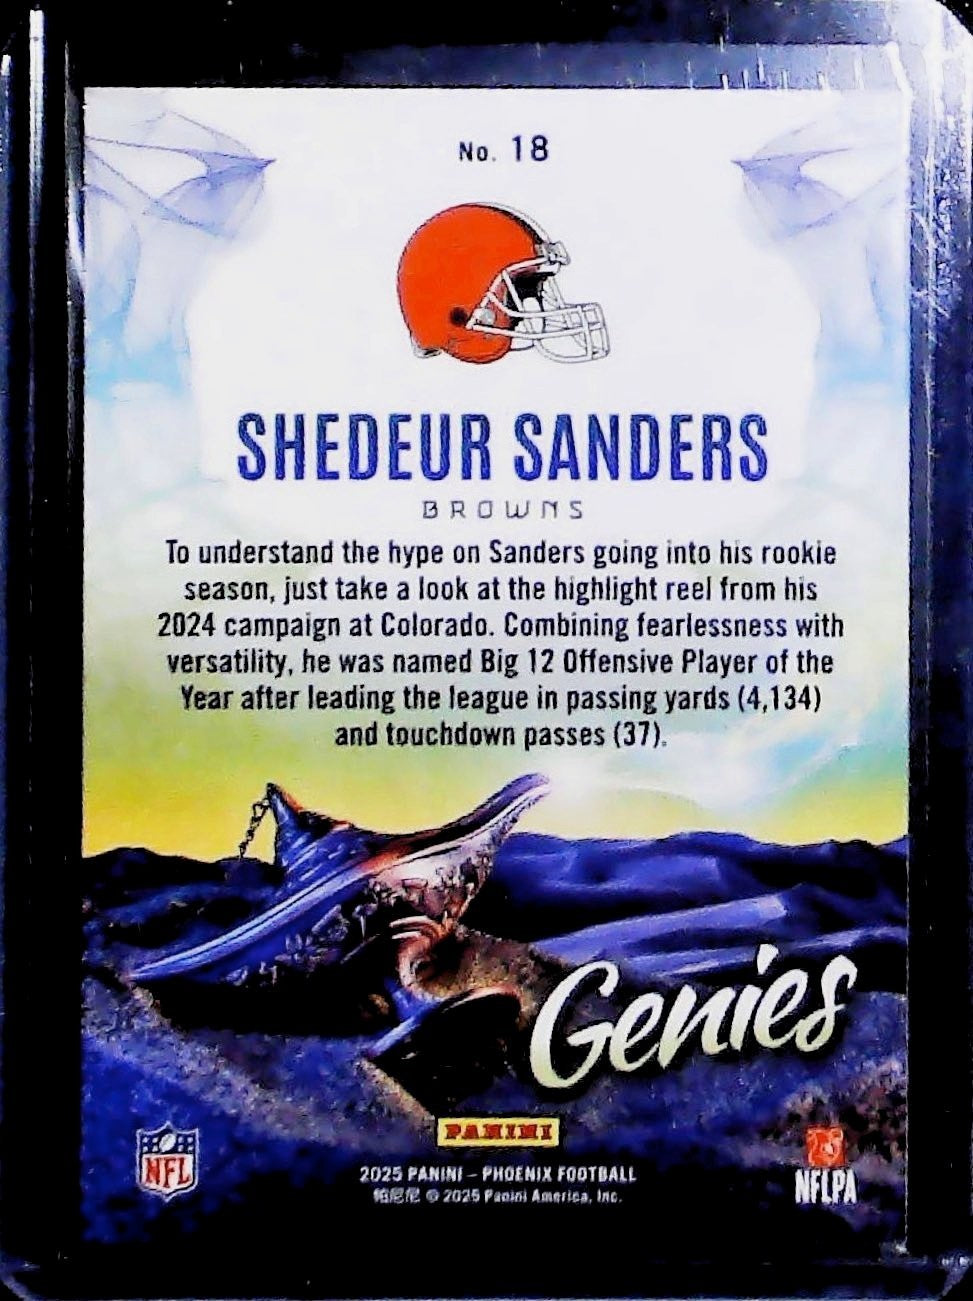 No. 18
SHEDEUR SANDERS
BROWNS
To understand the hype on Sanders going into his rookie
season, just take a look at the highlight reel from his
2024 campaign at Colorado. Combining fearlessness with
versatility, he was named Big 12 Offensive Player of the
Year after leading the league in passing yards (4,134)
and touchdown passes (37).
Genies
PANINI
NFL
2025 PANINI – PHOENIX FOOTBALL
帕尼尼 © 2025 Panini America, Inc.
NFLPA